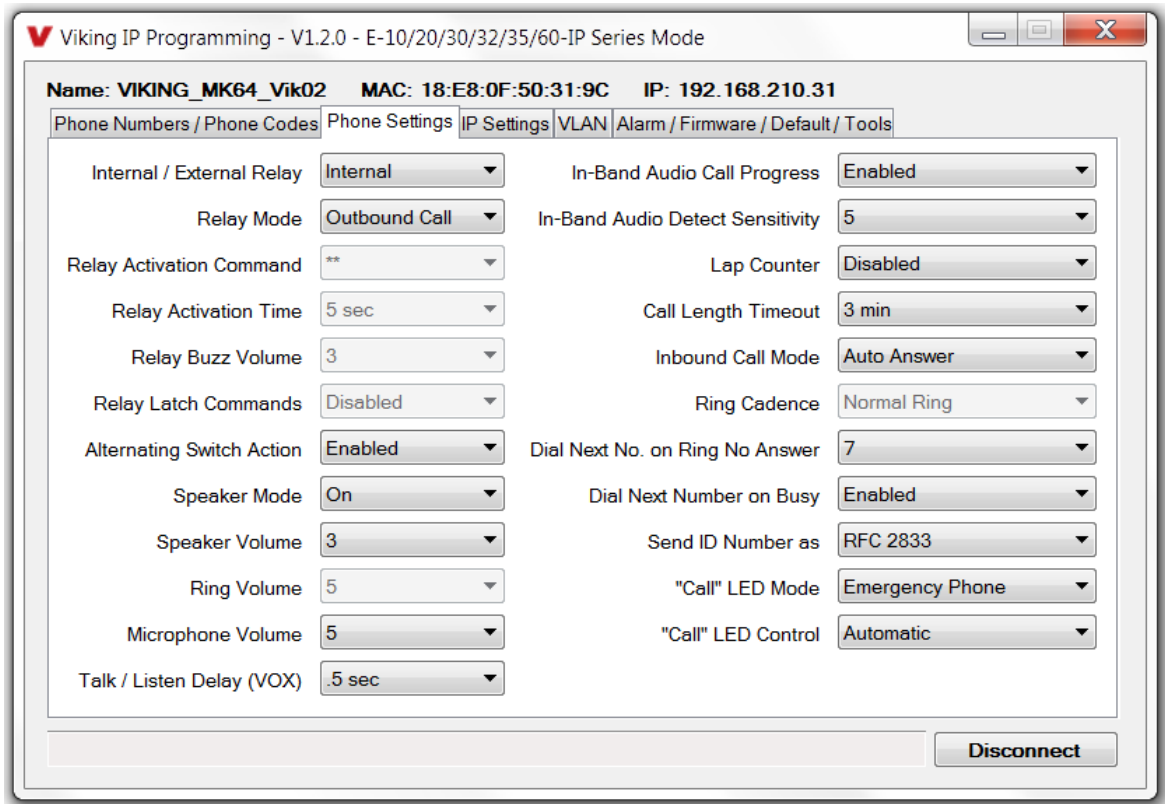 Viking IP Programming - V1.2.0 - E-10/20/30/32/35/60-IP Series Mode
Name: VIKING_MK64_Vik02 MAC: 18:E8:0F:50:31:9C IP: 192.168.210.31
Phone Numbers / Phone Codes Phone Settings IP Settings VLAN Alarm / Firmware / Default / Tools
Internal / External Relay Internal
Relay Mode Outbound Call
Relay Activation Command **
Relay Activation Time 5 sec
Relay Buzz Volume 3
Relay Latch Commands Disabled
Alternating Switch Action Enabled
Speaker Mode On
Speaker Volume 3
Ring Volume 5
Microphone Volume 5
Talk / Listen Delay (VOX) .5 sec
In-Band Audio Call Progress Enabled
In-Band Audio Detect Sensitivity 5
Lap Counter Disabled
Call Length Timeout 3 min
Inbound Call Mode Auto Answer
Ring Cadence Normal Ring
Dial Next No. on Ring No Answer 7
Dial Next Number on Busy Enabled
Send ID Number as RFC 2833
"Call" LED Mode Emergency Phone
"Call" LED Control Automatic
Disconnect